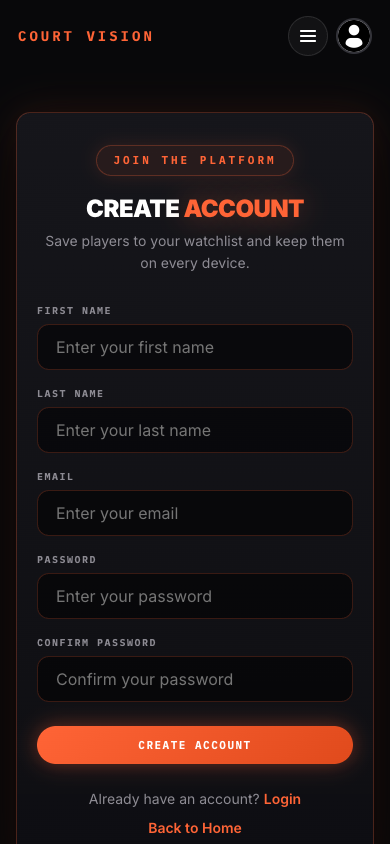 COURT VISION
JOIN THE PLATFORM
CREATE ACCOUNT
Save players to your watchlist and keep them
on every device.
FIRST NAME
Enter your first name
LAST NAME
Enter your last name
EMAIL
Enter your email
PASSWORD
Enter your password
CONFIRM PASSWORD
Confirm your password
CREATE ACCOUNT
Already have an account? Login
Back to Home